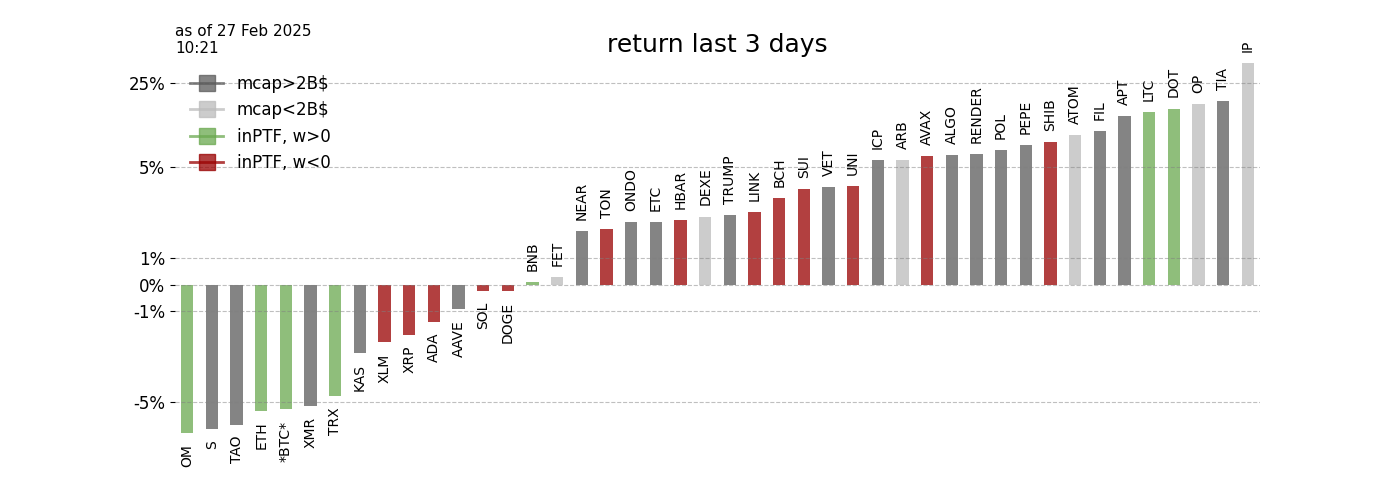 as of 27 Feb 2025
10:21
return last 3 days
mcap>2B$
mcap<2B$
inPTF, w>0
inPTF, w<0
25%
5%
1%
0%
-1%
-5%
OM
S
TAO
ETH
*BTC*
XMR
TRX
KAS
XLM
XRP
ADA
AAVE
SOL
DOGE
BNB
FET
NEAR
TON
ONDO
ETC
HBAR
DEXE
TRUMP
LINK
BCH
SUI
VET
UNI
ICP
ARB
AVAX
ALGO
RENDER
POL
PEPE
SHIB
ATOM
FIL
APT
LTC
DOT
OP
TIA
IP